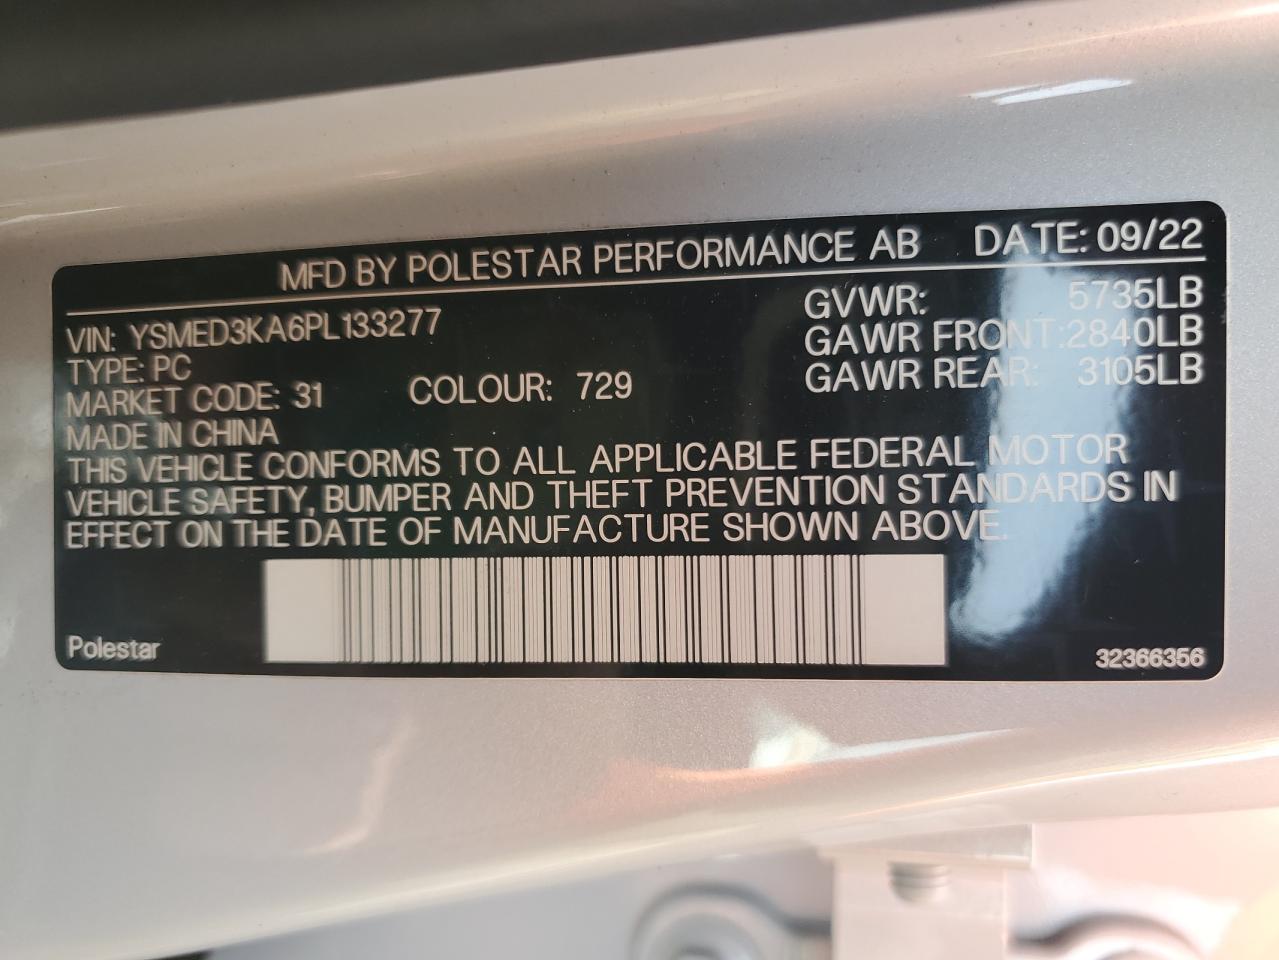 MFD BY POLESTAR PERFORMANCE AB DATE: 09/22
VIN: YSMED3KA6PL133277 GVWR: 5735LB
TYPE: PC GAWR FRONT:2840LB
MARKET CODE: 31 COLOUR: 729 GAWR REAR: 3105LB
MADE IN CHINA
THIS VEHICLE CONFORMS TO ALL APPLICABLE FEDERAL MOTOR
VEHICLE SAFETY, BUMPER AND THEFT PREVENTION STANDARDS IN
EFFECT ON THE DATE OF MANUFACTURE SHOWN ABOVE.
Polestar 32366356